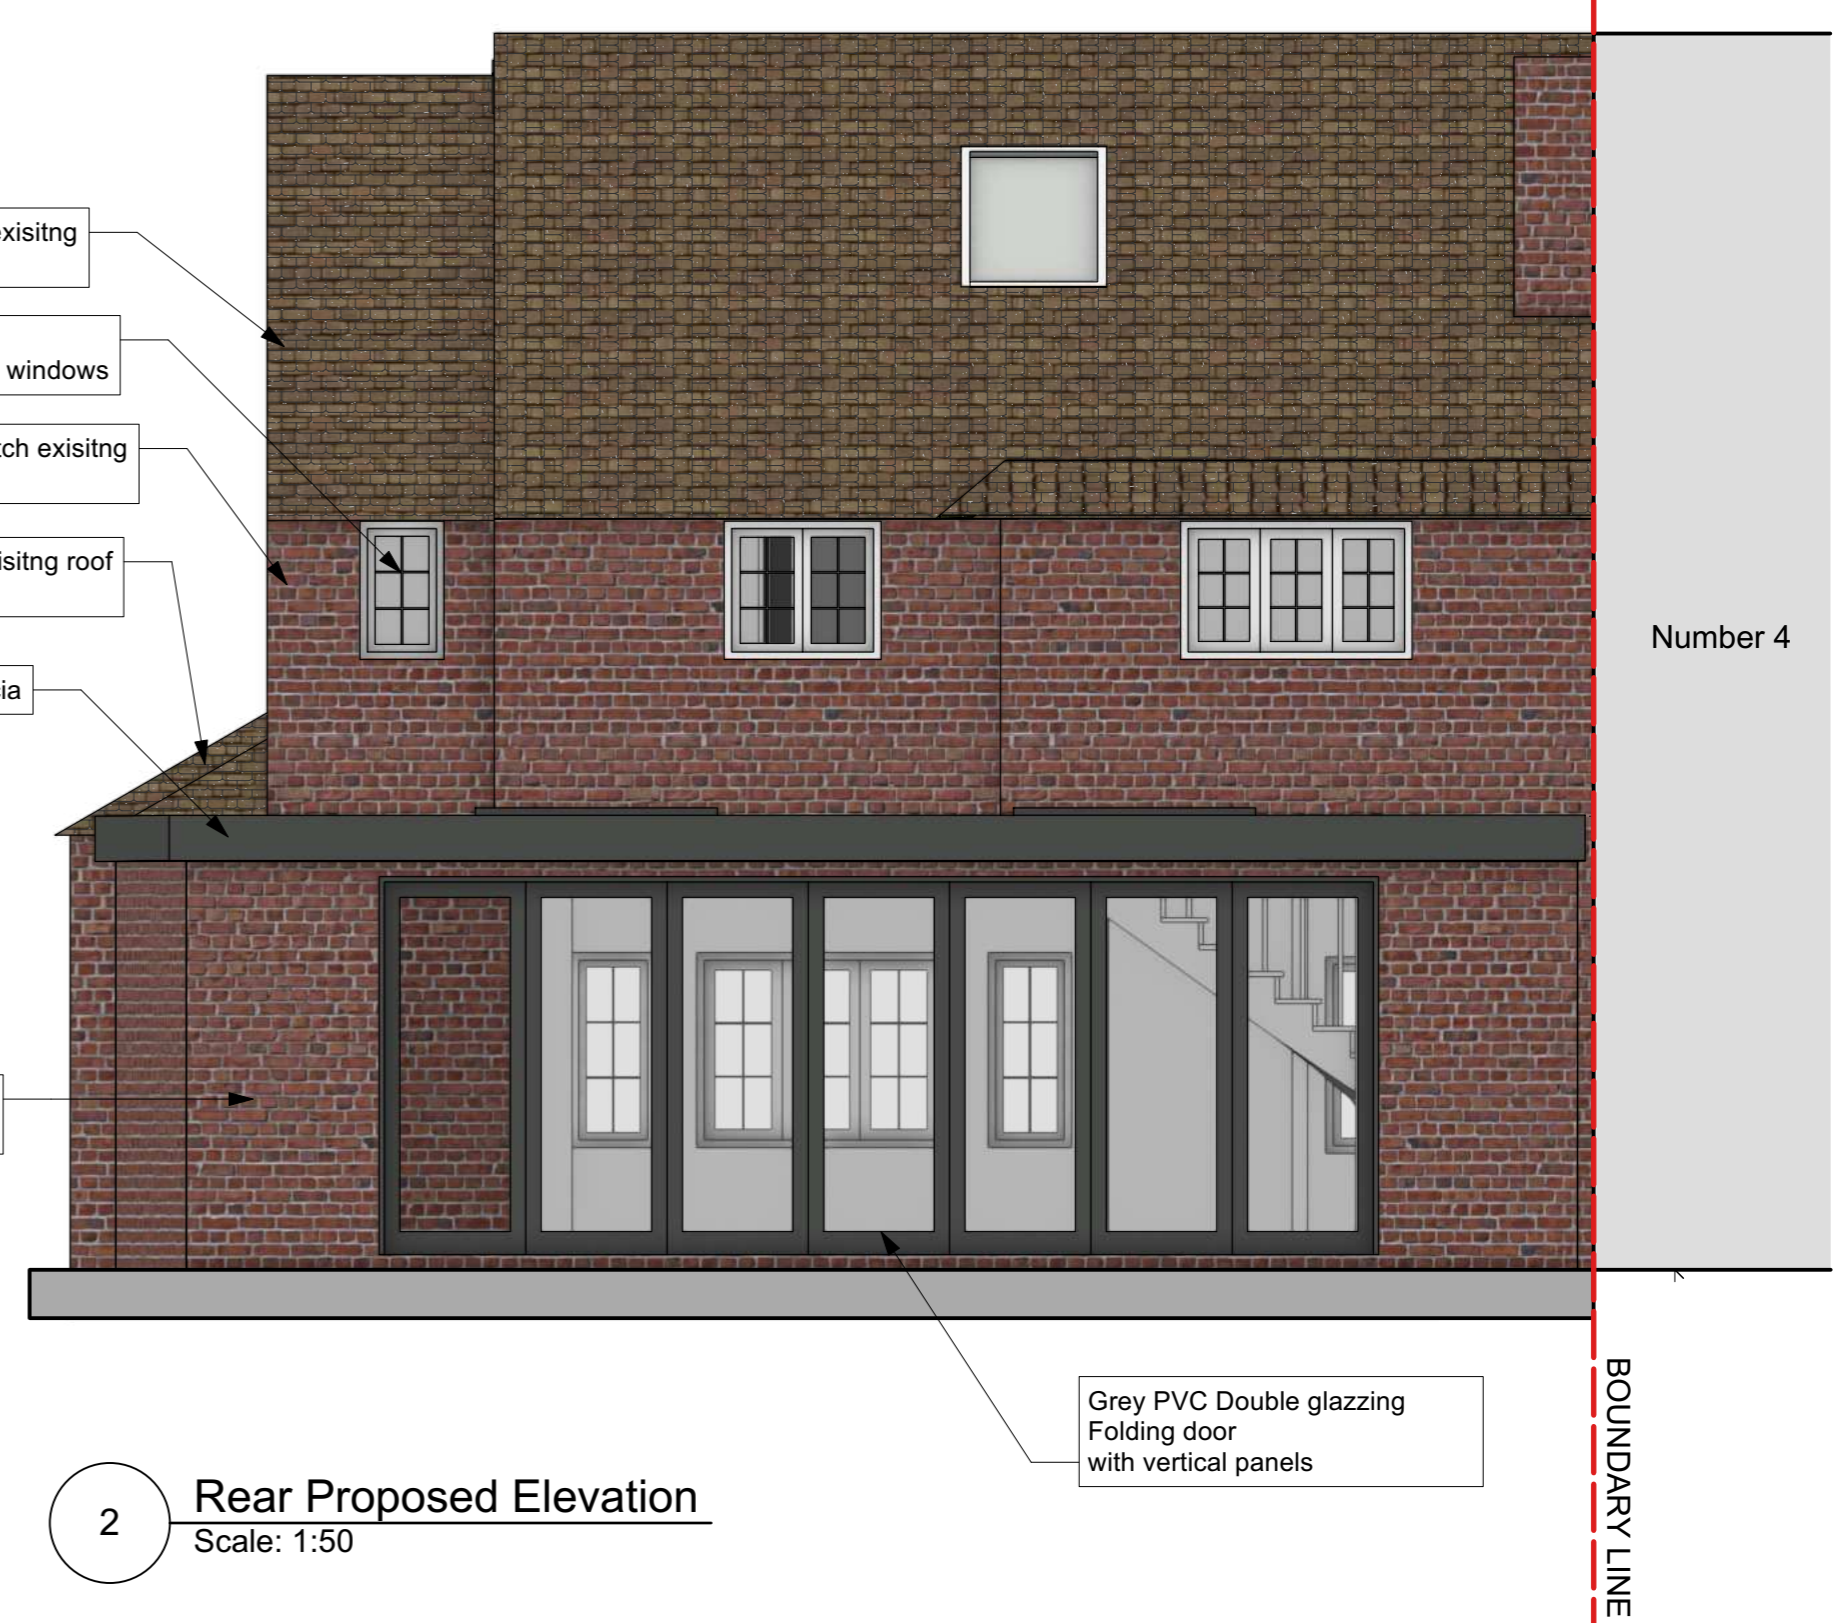 exisitng
windows
tch exisitng
isitng roof
Number 4
Grey PVC Double glazzing
Folding door
with vertical panels
BOUNDARY LINE
2
Rear Proposed Elevation
Scale: 1:50